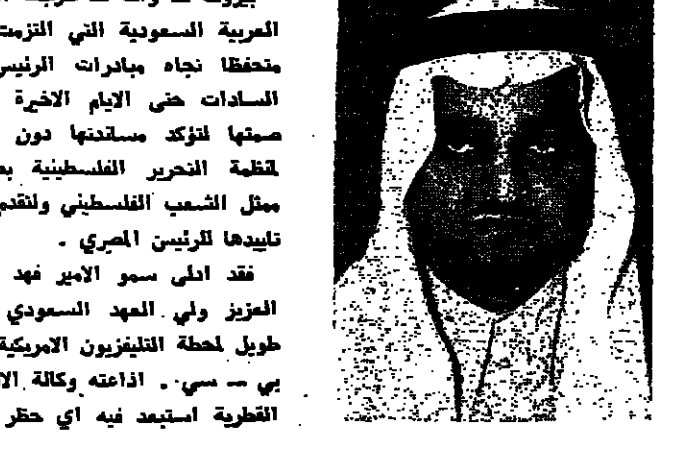 العربية السعودية التي التزمت
متحفظا تجاه مبادرات الرئيس
السادات حتى الايام الاخيرة
صمتها لتؤكد مساندتها دون
لمنظمة التحرير الفلسطينية
ممثل الشعب الفلسطيني ولتقدم
تاييدها للرئيس المصري .
فقد ادلى سمو الامير فهد
العزيز ولي العهد السعودي
طويل لمحطة التليفزيون الامريكية
بي ــ سي . اذاعته وكالة
القطرية استبعد فيه اي حظر